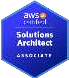 aws
certified
Solutions
Architect
ASSOCIATE